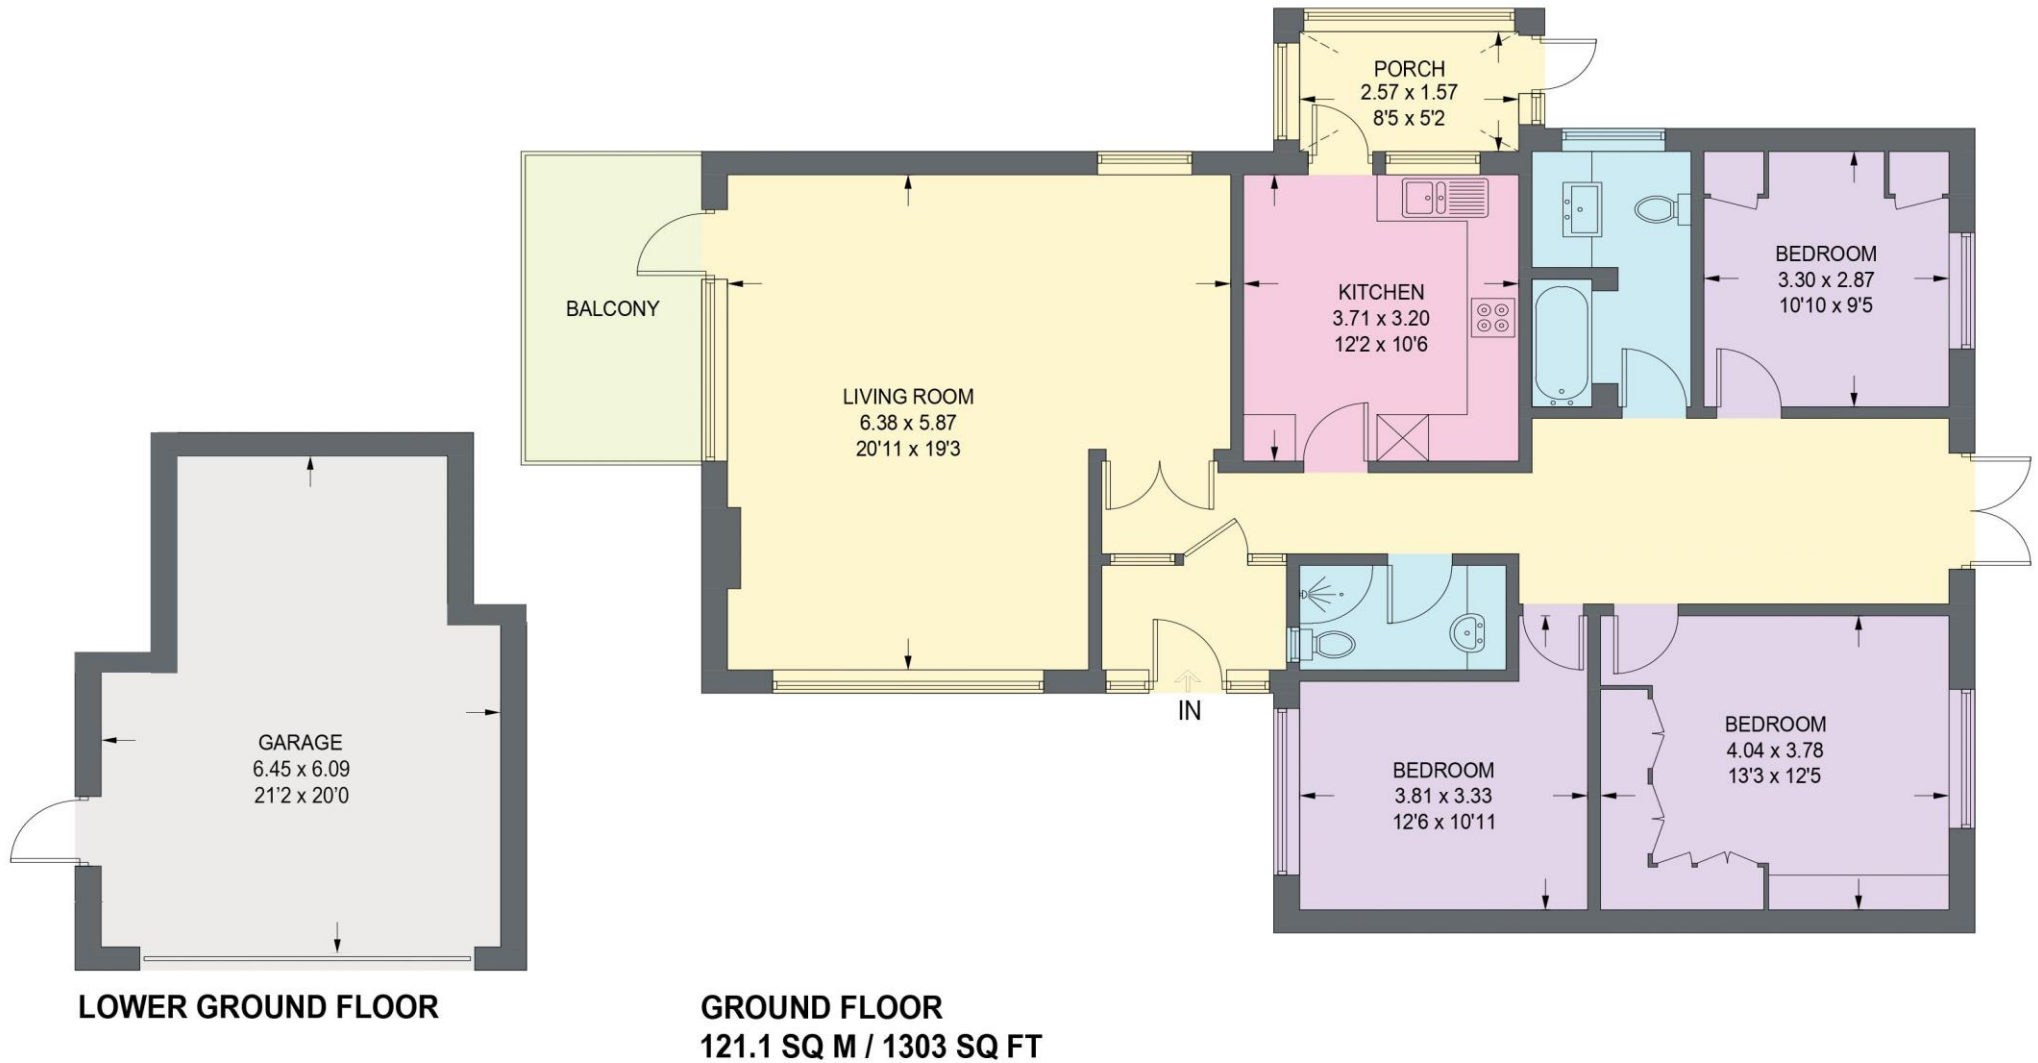 PORCH
2.57 x 1.57
8'5 x 5'2
BALCONY
LIVING ROOM
6.38 x 5.87
20'11 x 19'3
KITCHEN
3.71 x 3.20
12'2 x 10'6
BEDROOM
3.30 x 2.87
10'10 x 9'5
GARAGE
6.45 x 6.09
21'2 x 20'0
IN
BEDROOM
3.81 x 3.33
12'6 x 10'11
BEDROOM
4.04 x 3.78
13'3 x 12'5
LOWER GROUND FLOOR
GROUND FLOOR
121.1 SQ M / 1303 SQ FT